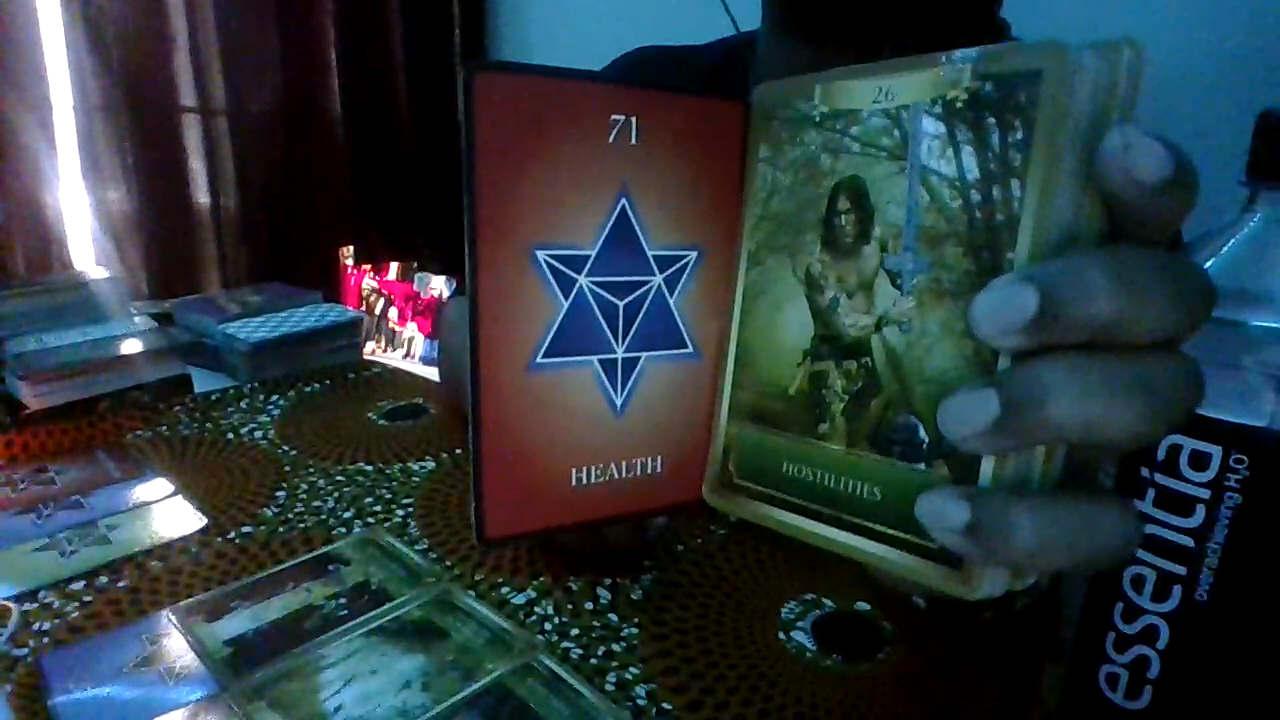 71
HEALTH
26
HOSTILITIES
essentia
overachieving H₂O